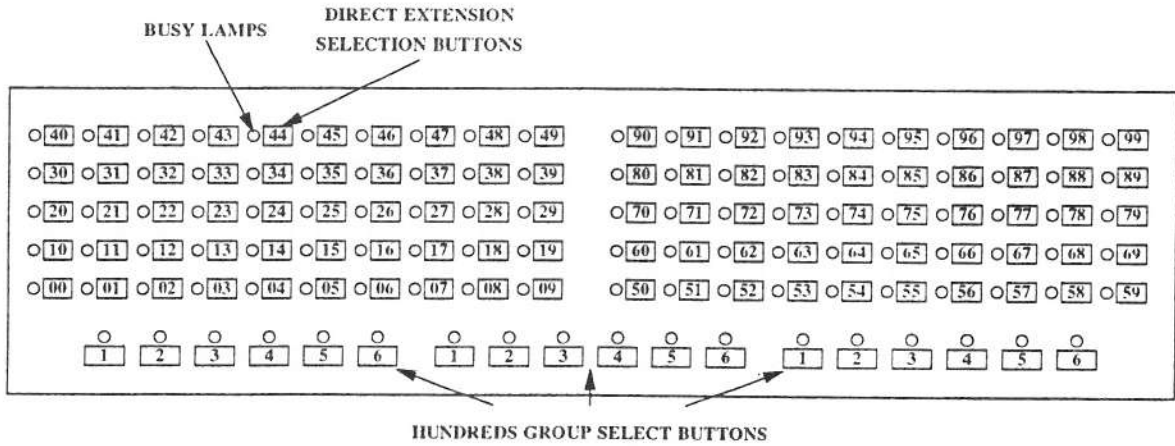 DIRECT EXTENSION
BUSY LAMPS
SELECTION BUTTONS
40 41 42 43 44 45 46 47 48 49 90 91 92 93 94 95 96 97 98 99
30 31 32 33 34 35 36 37 38 39 80 81 82 83 84 85 86 87 88 89
20 21 22 23 24 25 26 27 28 29 70 71 72 73 74 75 76 77 78 79
10 11 12 13 14 15 16 17 18 19 60 61 62 63 64 65 66 67 68 69
00 01 02 03 04 05 06 07 08 09 50 51 52 53 54 55 56 57 58 59
1 2 3 4 5 6 1 2 3 4 5 6 1 2 3 4 5 6
HUNDREDS GROUP SELECT BUTTONS